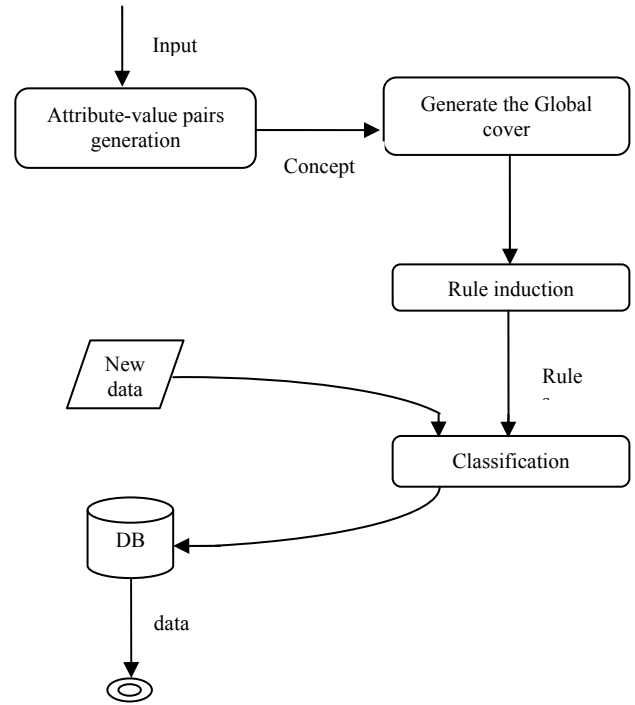 Input
Attribute-value pairs
generation
Concept
Generate the Global
cover
Rule induction
New
data
Rule
Classification
DB
data